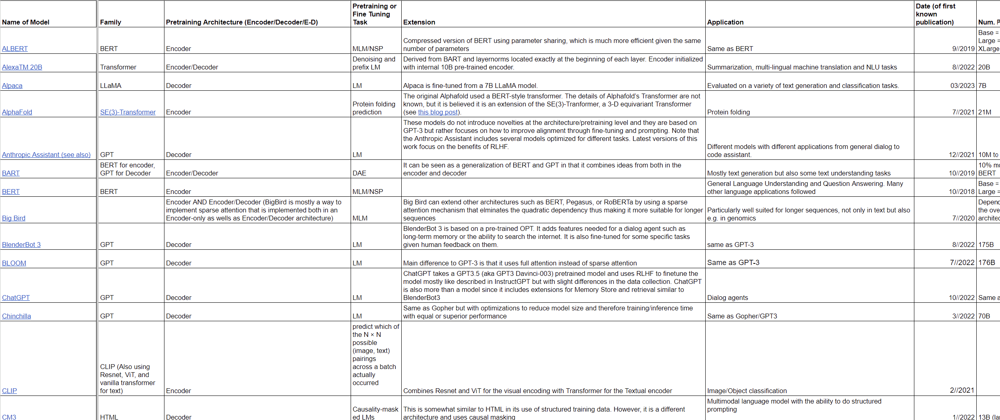 Name of Model
Family
Pretraining Architecture (Encoder/Decoder/E-D)
Pretraining or
Fine Tuning
Task
Extension
Application
Date (of first
known
publication)
Num. P
ALBERT
BERT
Encoder
MLM/NSP
Compressed version of BERT using parameter sharing, which is much more efficient given the same
number of parameters
Same as BERT
9//2019
Base =
Large =
XLarge
AlexaTM 20B
Transformer
Encoder/Decoder
Denoising and
prefix LM
Derived from BART and layernorms located exactly at the beginning of each layer. Encoder initialized
with internal 10B pre-trained encoder.
Summarization, multi-lingual machine translation and NLU tasks
8//2022
20B
Alpaca
LLaMA
Decoder
LM
Alpaca is fine-tuned from a 7B LLaMA model.
Evaluated on a variety of text generation and classification tasks.
03/2023
7B
AlphaFold
SE(3)-Transformer
Encoder
Protein folding
prediction
The original Alphafold used a BERT-style transformer. The details of Alphafold’s Transformer are not
known, but it is believed it is an extension of the SE(3)-Tranformer, a 3-D equivariant Transformer
(see this blog post).
Protein folding
7//2021
21M
Anthropic Assistant (see also)
GPT
Decoder
LM
These models do not introduce novelties at the architecture/pretraining level and they are based on
GPT-3 but rather focuses on how to improve alignment through fine-tuning and prompting. Note that
the Anthropic Assistant includes several models optimized for different tasks. Latest versions of this
work focus on the benefits of RLHF.
Different models with different applications from general dialog to
code assistant.
12//2021
10M to
BART
BERT for encoder,
GPT for Decoder
Encoder/Decoder
DAE
It can be seen as a generalization of BERT and GPT in that it combines ideas from both in the
encoder and decoder
Mostly text generation but also some text understanding tasks
10//2019
10% mo
BERT
BERT
BERT
Encoder
MLM/NSP
General Language Understanding and Question Answering. Many
other language applications followed
10//2018
Base =
Large =
Big Bird
Encoder AND Encoder/Decoder (BigBird is mostly a way to
implement sparse attention that is implemented both in an
Encoder-only as wells as Encoder/Decoder architecture)
MLM
Big Bird can extend other architectures such as BERT, Pegasus, or RoBERTa by using a sparse
attention mechanism that elminates the quadratic dependency thus making it more suitable for longer
sequences
Particularly well suited for longer sequences, not only in text but also
e.g. in genomics
7//2020
Depend
the ove
architec
BlenderBot 3
GPT
Decoder
LM
BlenderBot 3 is based on a pre-trained OPT. It adds features needed for a dialog agent such as
long-term memory or the ability to search the internet. It is also fine-tuned for some specific tasks
given human feedback on them.
same as GPT-3
8//2022
175B
BLOOM
GPT
Decoder
LM
Main difference to GPT-3 is that it uses full attention instead of sparse attention
Same as GPT-3
7//2022
176B
ChatGPT
GPT
Decoder
LM
ChatGPT takes a GPT3.5 (aka GPT3 Davinci-003) pretrained model and uses RLHF to finetune the
model mostly like described in InstructGPT but with slight differences in the data collection. ChatGPT
is also more than a model since it includes extensions for Memory Store and retrieval similar to
BlenderBot3
Dialog agents
10//2022
Same a
Chinchilla
GPT
Decoder
LM
Same as Gopher but with optimizations to reduce model size and therefore training/inference time
with equal or superior performance
Same as Gopher/GPT3
3//2022
70B
CLIP
CLIP (Also using
Resnet, ViT, and
vanilla transformer
for text)
Encoder
predict which of
the N × N
possible
(image, text)
pairings
across a batch
actually
occurred
Combines Resnet and ViT for the visual encoding with Transformer for the Textual encoder
Image/Object classification
2//2021
CM3
HTML
Decoder
Causality-mask
ed LMs
This is somewhat similar to HTML in its use of structured training data. However, it is a different
architecture and uses causal masking
Multimodal language model with the ability to do structured
prompting
1//2022
13B (la